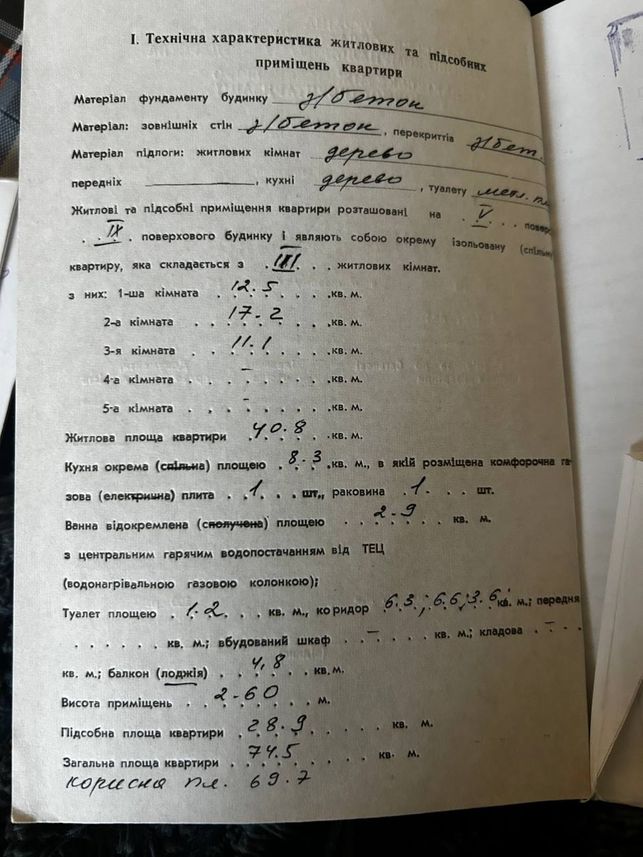 І. Технічна характеристика житлових та підсобних
приміщень квартири
Матеріал фундаменту будинку з/бетон
Матеріал: зовнішніх стін з/бетон, перекриттів з/бет.
Матеріал підлоги: житлових кімнат дерево
передніх ____, кухні дерево, туалету метл. пл
Житлові та підсобні приміщення квартири розташовані на . V . . . поверс
. . IX . поверхового будинку і являють собою окрему ізольовану (спільну
квартиру, яка складається з . III . . . житлових кімнат.
з них: 1-ша кімната . 12.5 . . . .кв. м.
2-а кімната . . . 17-2 . . . .кв. м.
3-я кімната . . . 11.1 . . . .кв. м.
4-а кімната . . . - . . . . .кв. м.
5-а кімната . . . - . . . . .кв. м.
Житлова площа квартири . 40.8 . . .кв. м.
Кухня окрема (спільна) площею . 8.3 .кв. м., в якій розміщена комфорочна га-
зова (електрична) плита . . 1 . . . шт., раковина . 1 . . . шт.
Ванна відокремлена (сполучена) площею . . . 2-9 . . . . кв. м.
з центральним гарячим водопостачанням від ТЕЦ
(водонагрівальною газовою колонкою);
Туалет площею . 1.2 . . . кв. м., коридор 6.3; 6.6; 3.6 кв. м.; передня
. . . . . . кв. м.; вбудований шкаф . . – . . . . кв. м.; кладова . – . .
кв. м.; балкон (лоджія) . . 4,8 . . . кв.м.
Висота приміщень . . 2-60 . . . . м.
Підсобна площа квартири . 28.9 . . . . . . кв. м.
Загальна площа квартири . 74.5 . . . . . . кв. м.
корисна пл. 69.7